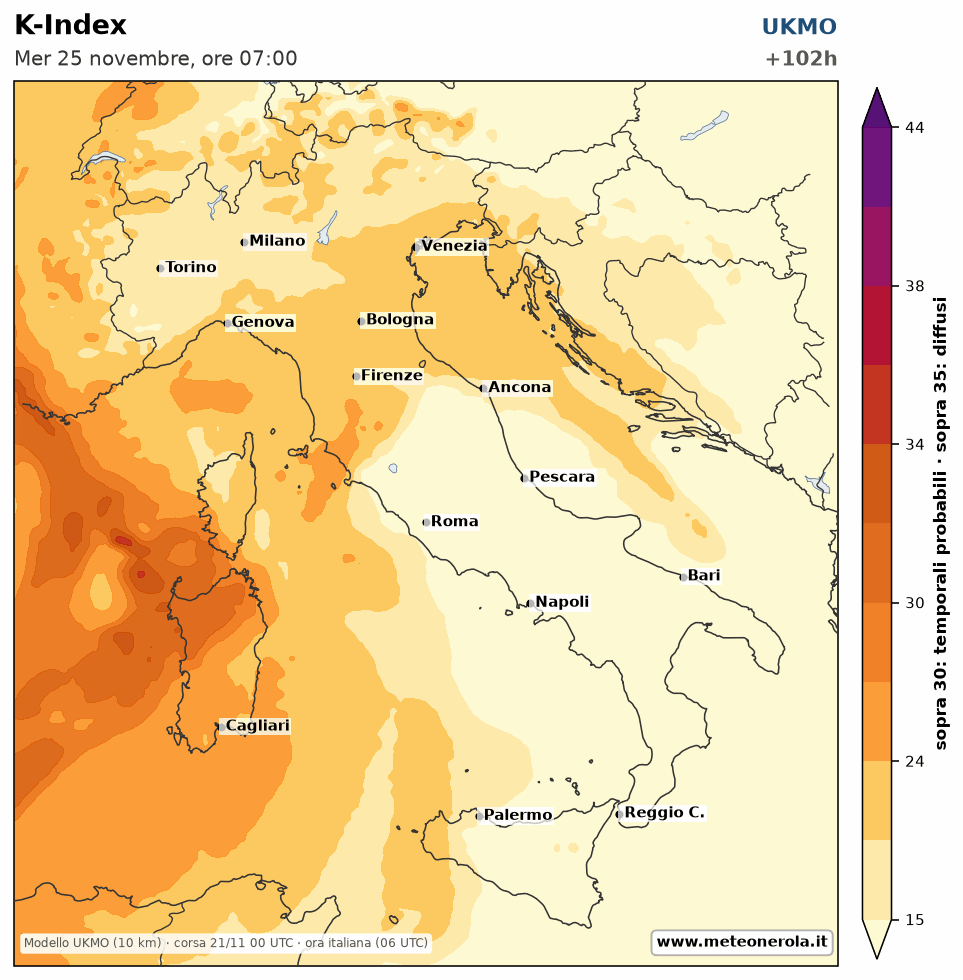 K-Index
UKMO
Mer 25 novembre, ore 07:00
+102h
44
38
34
30
24
15
sopra 30: temporali probabili · sopra 35: diffusi
Milano
Venezia
Torino
Genova
Bologna
Firenze
Ancona
Pescara
Roma
Bari
Napoli
Cagliari
Palermo
Reggio C.
Modello UKMO (10 km) · corsa 21/11 00 UTC · ora italiana (06 UTC)
www.meteonerola.it